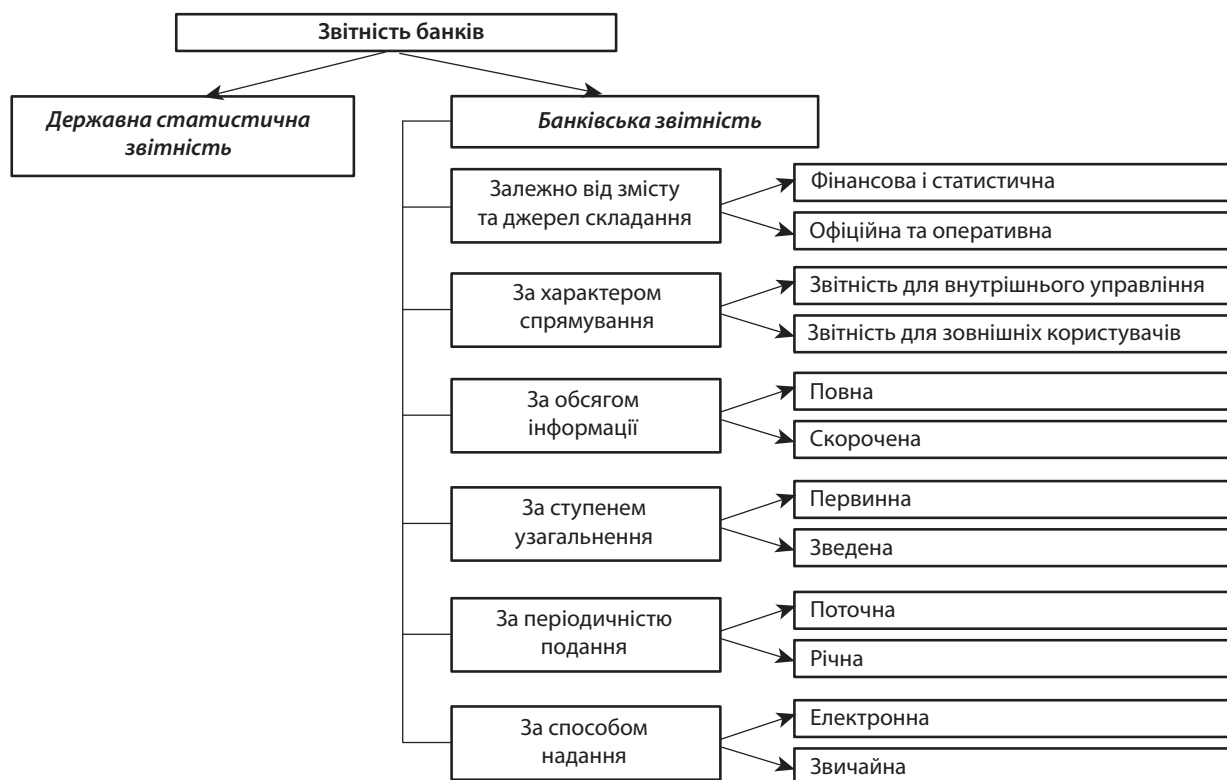 Звітність банків
Державна статистична
звітність
Банківська звітність
Залежно від змісту
та джерел складання
Фінансова і статистична
Офіційна та оперативна
За характером
спрямування
Звітність для внутрішнього управління
Звітність для зовнішніх користувачів
За обсягом
інформації
Повна
Скорочена
За ступенем
узагальнення
Первинна
Зведена
За періодичністю
подання
Поточна
Річна
За способом
надання
Електронна
Звичайна